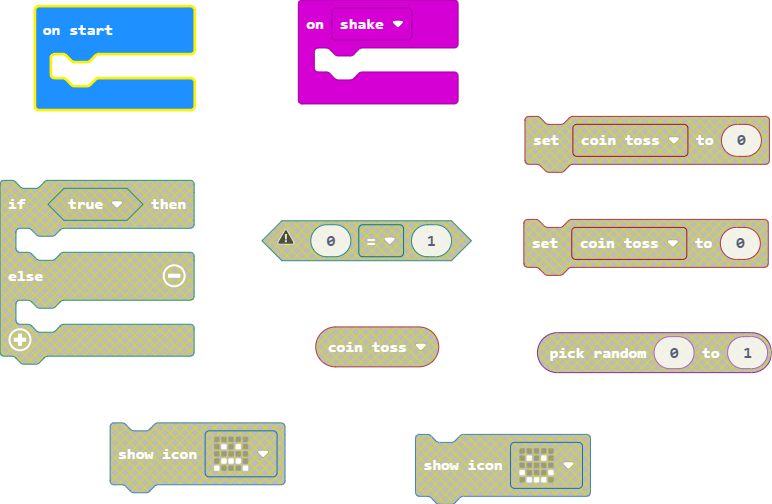 on start
on shake
set coin toss to 0
if true then
else
0 = 1
set coin toss to 0
coin toss
pick random 0 to 1
show icon
show icon